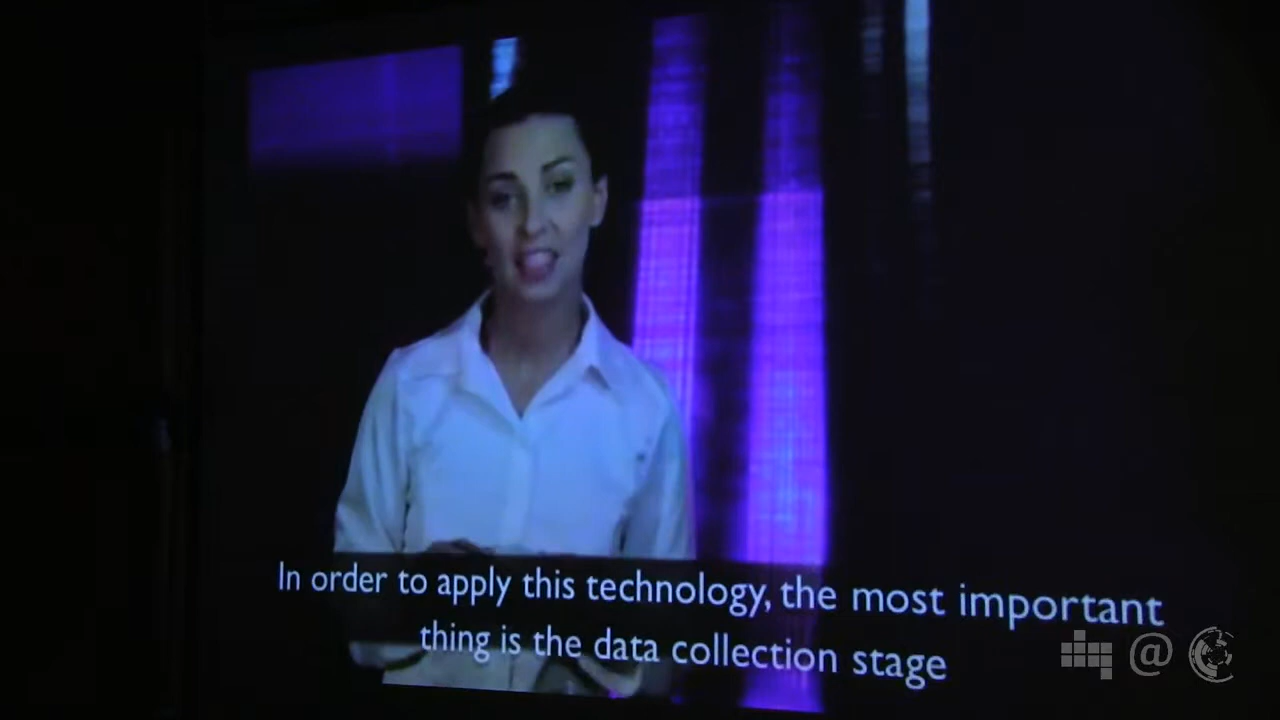 In order to apply this technology, the most important
thing is the data collection stage
@